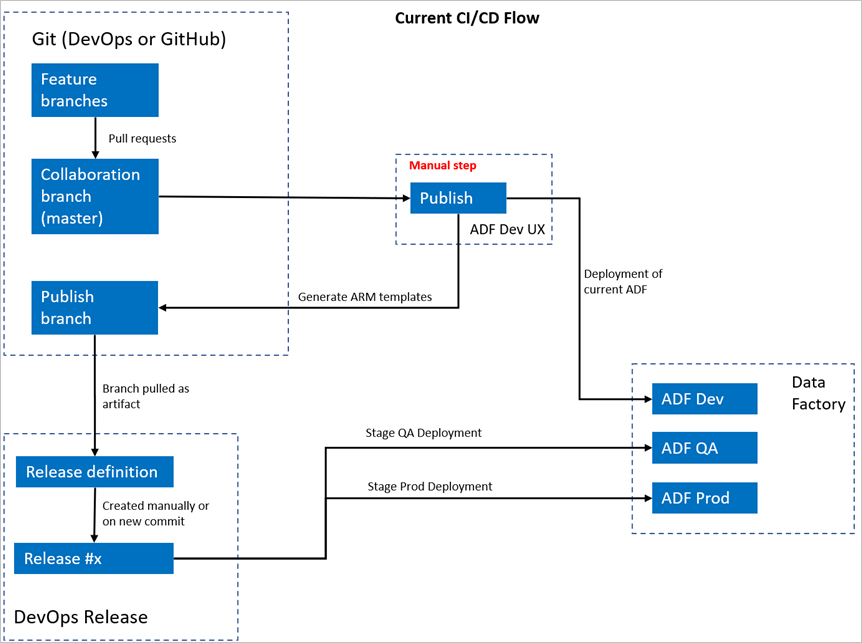 Current CI/CD Flow
Git (DevOps or GitHub)
Feature
branches
Pull requests
Collaboration
branch
(master)
Manual step
Publish
ADF Dev UX
Deployment of
current ADF
Generate ARM templates
Publish
branch
Branch pulled as
artifact
Data
Factory
ADF Dev
ADF QA
ADF Prod
Stage QA Deployment
Stage Prod Deployment
Release definition
Created manually or
on new commit
Release #x
DevOps Release